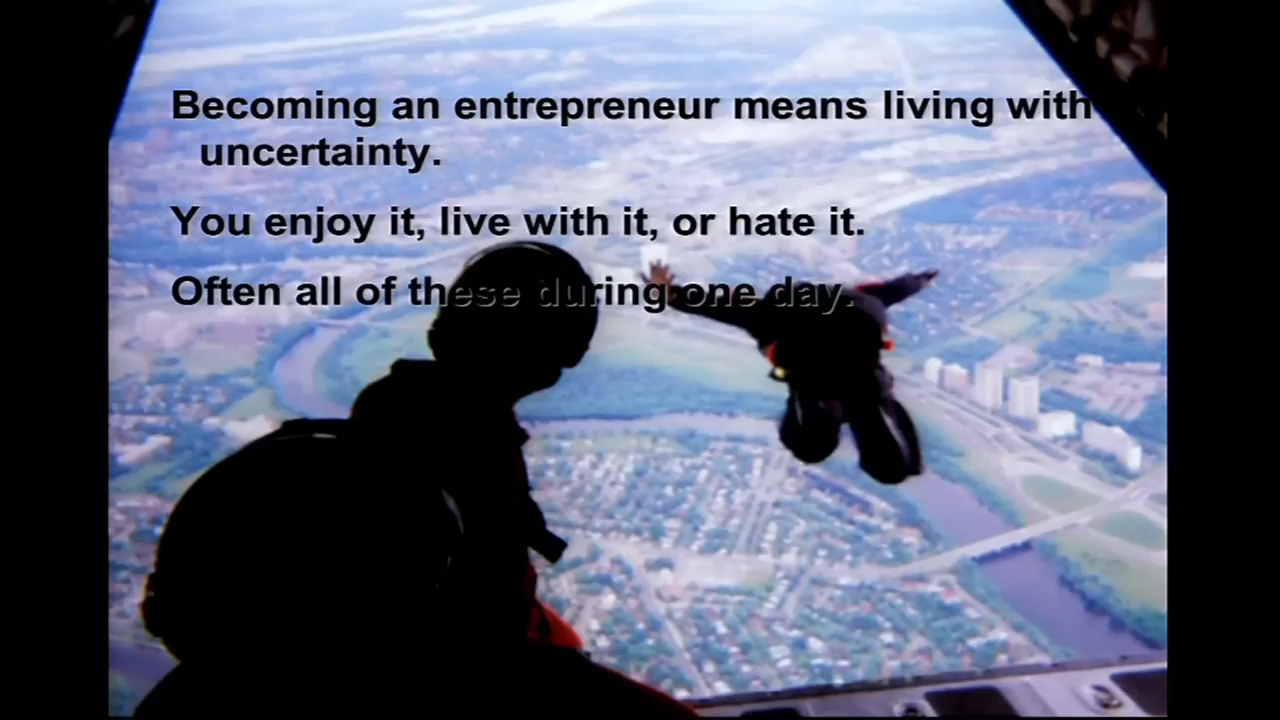 Becoming an entrepreneur means living with
uncertainty.
You enjoy it, live with it, or hate it.
Often all of these during one day.